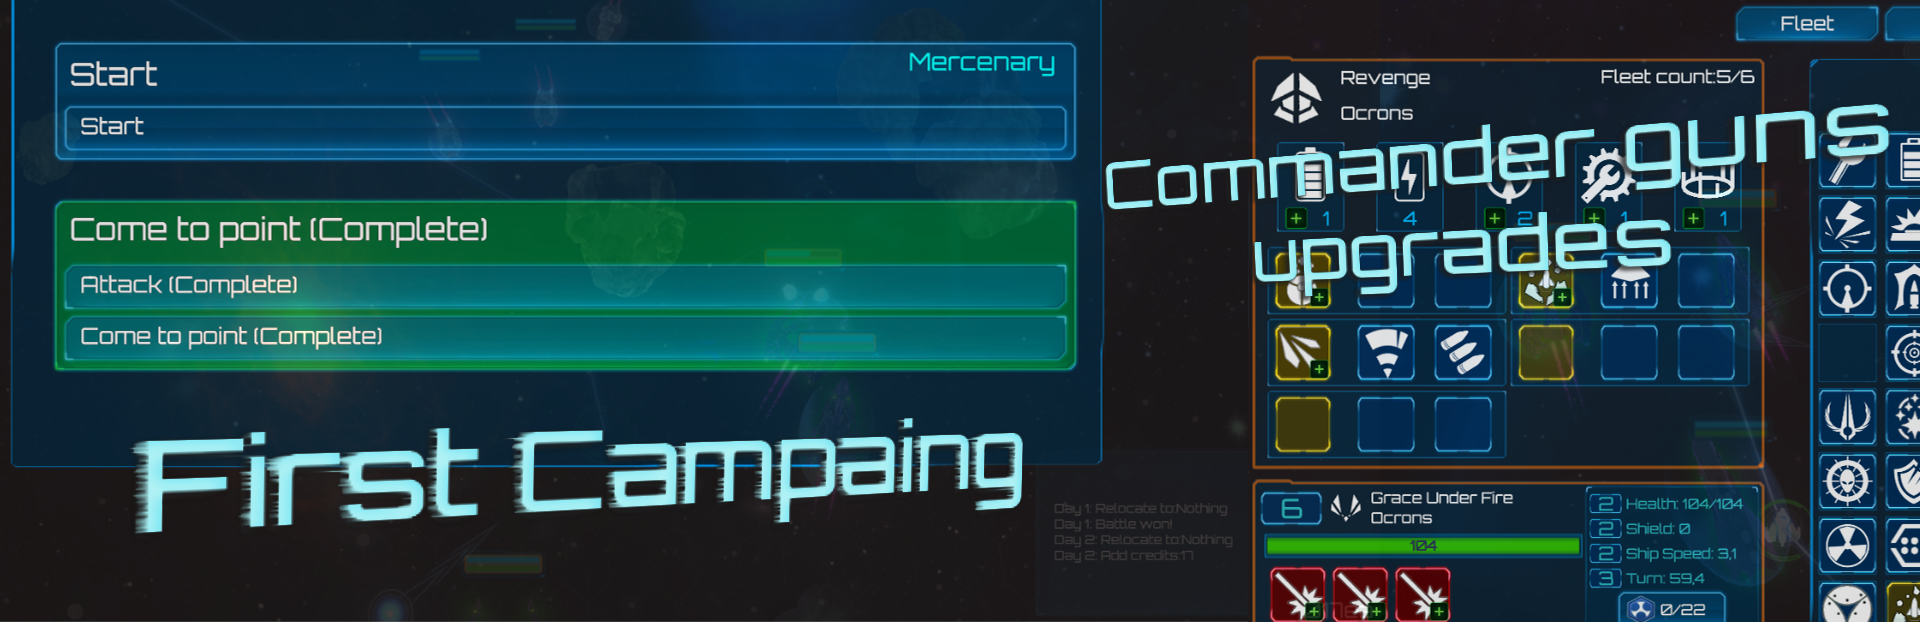 Start
Mercenary
Start
Come to point (Complete)
Attack (Complete)
Come to point (Complete)
First Campaing
Day 1: Relocate to:Nothing
Day 1: Battle won!
Day 2: Relocate to:Nothing
Day 2: Add credits:17
Fleet
Revenge
Fleet count:5/6
Ocrons
Commander guns
upgrades
+ 1
4
+ 2
+ 1
+ 1
6
Grace Under Fire
Ocrons
104
2 Health: 104/104
2 Shield: 0
2 Ship Speed: 3,1
3 Turn: 59,4
0/22